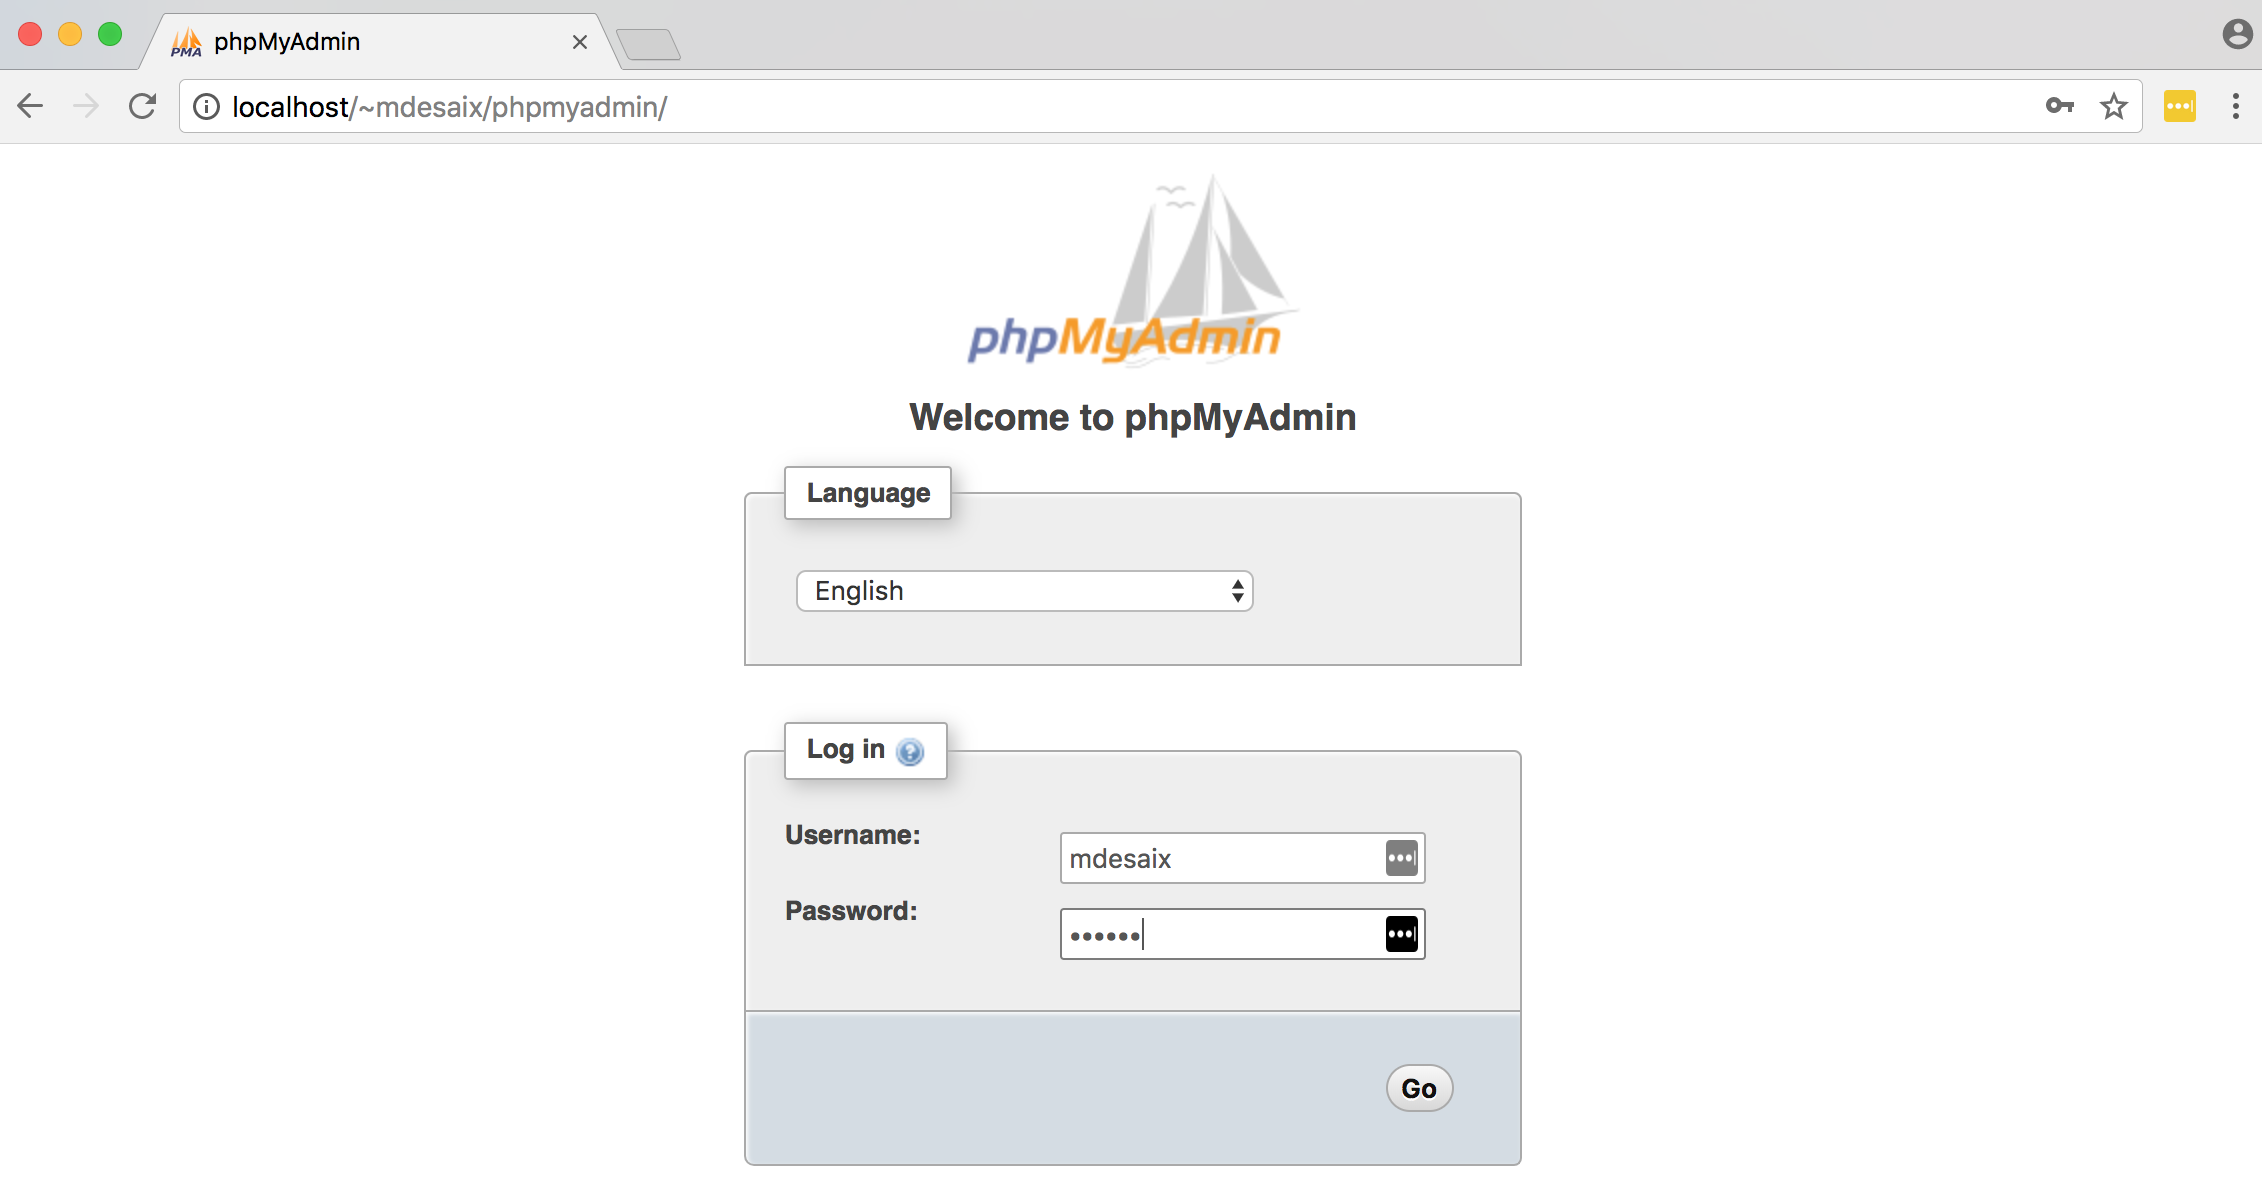 PMA phpMyAdmin
localhost/~mdesaix/phpmyadmin/
phpMyAdmin
Welcome to phpMyAdmin
Language
English
Log in
Username:
mdesaix
Password:
••••••
Go